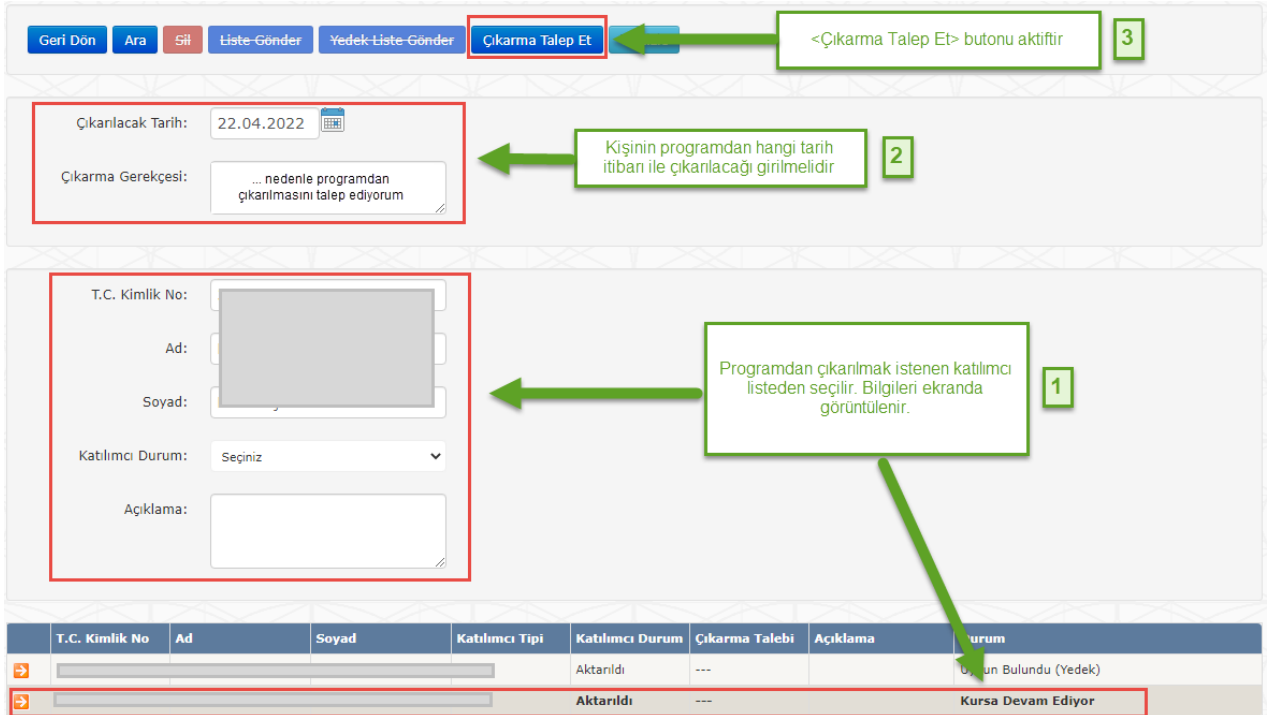 Geri Dön Ara Sil Liste Gönder Yedek Liste Gönder Çıkarma Talep Et
<Çıkarma Talep Et> butonu aktiftir
3
Çıkarılacak Tarih: 22.04.2022
Çıkarma Gerekçesi: ... nedenle programdan
çıkarılmasını talep ediyorum
Kişinin programdan hangi tarih
itibarı ile çıkarılacağı girilmelidir
2
T.C. Kimlik No:
Ad:
Soyad:
Katılımcı Durum: Seçiniz
Açıklama:
Programdan çıkarılmak istenen katılımcı
listeden seçilir. Bilgileri ekranda
görüntülenir.
1
T.C. Kimlik No Ad Soyad Katılımcı Tipi Katılımcı Durum Çıkarma Talebi Açıklama
Aktarıldı --- Bulundu (Yedek)
Aktarıldı --- Kursa Devam Ediyor